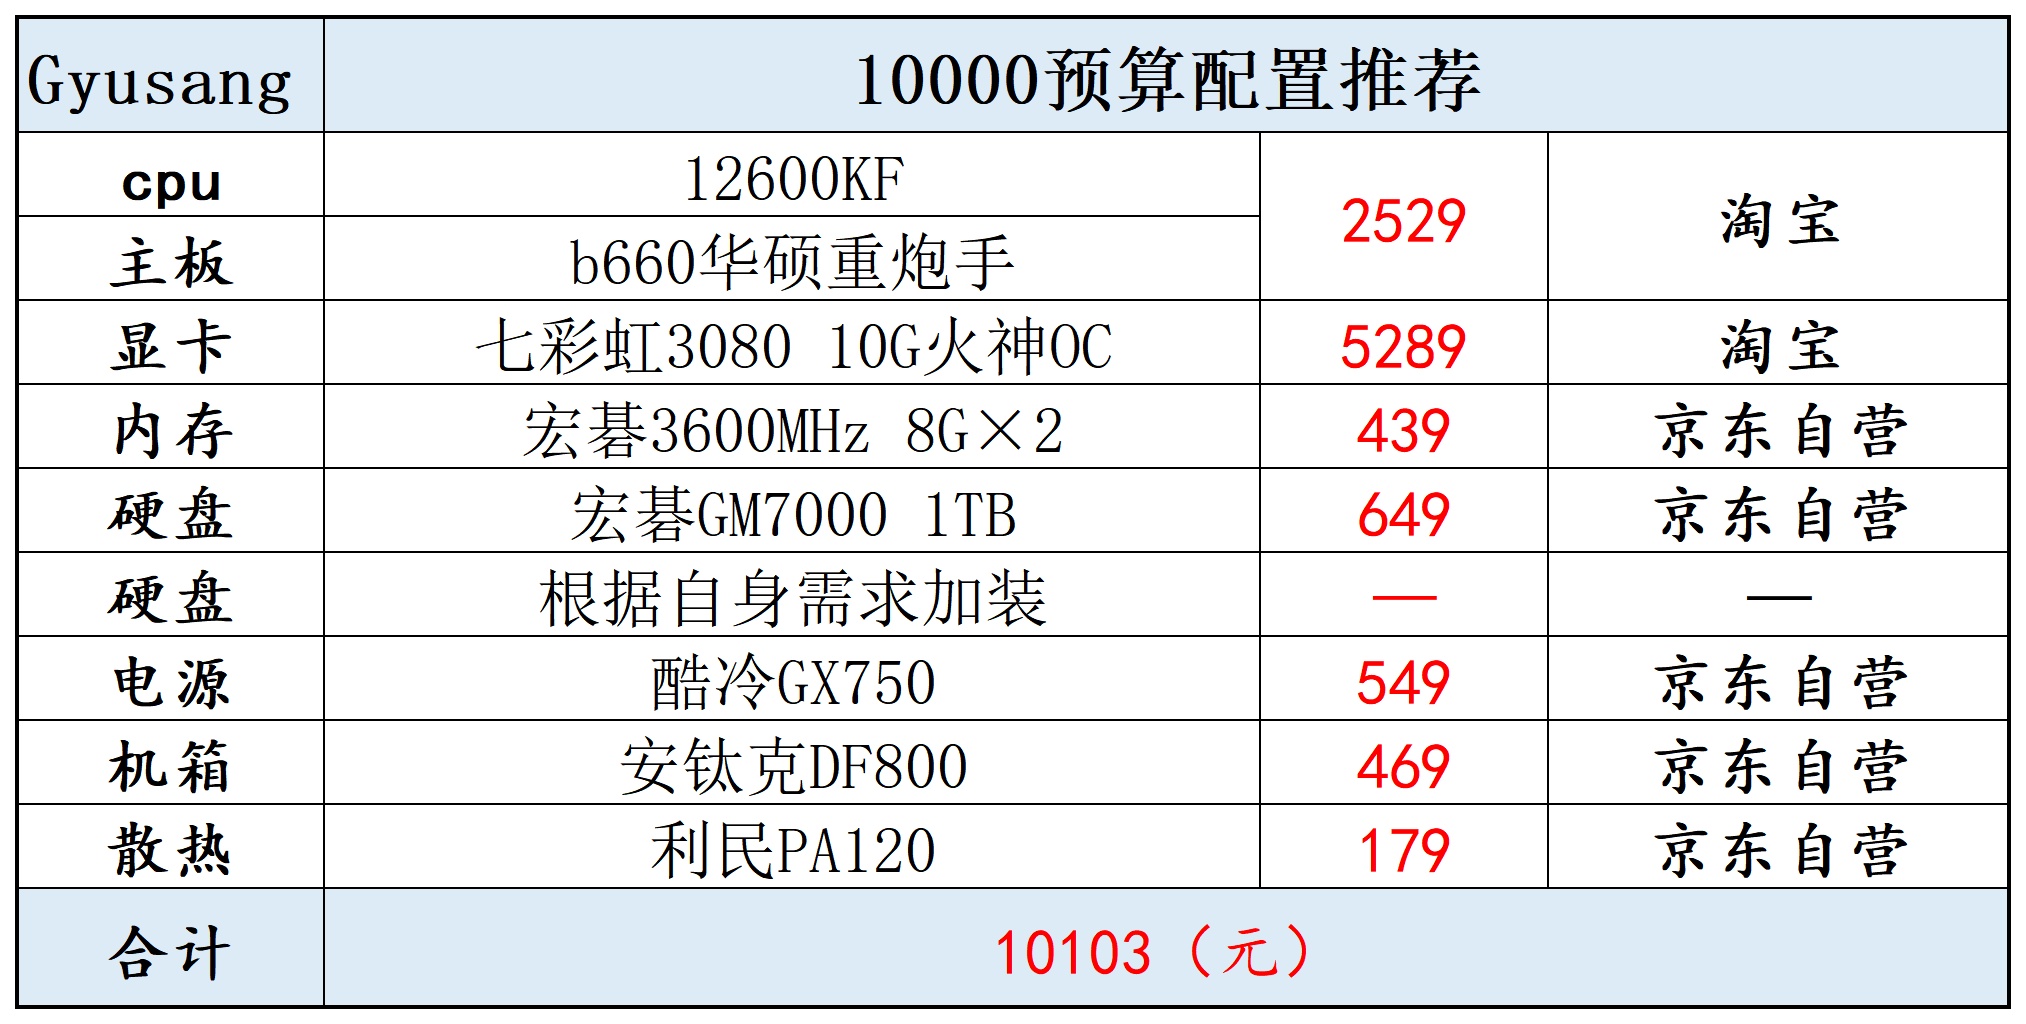 Gyusang 10000预算配置推荐
cpu 12600KF 2529 淘宝
主板 b660华硕重炮手
显卡 七彩虹3080 10G火神OC 5289 淘宝
内存 宏碁3600MHz 8G×2 439 京东自营
硬盘 宏碁GM7000 1TB 649 京东自营
硬盘 根据自身需求加装 — —
电源 酷冷GX750 549 京东自营
机箱 安钛克DF800 469 京东自营
散热 利民PA120 179 京东自营
合计 10103（元）